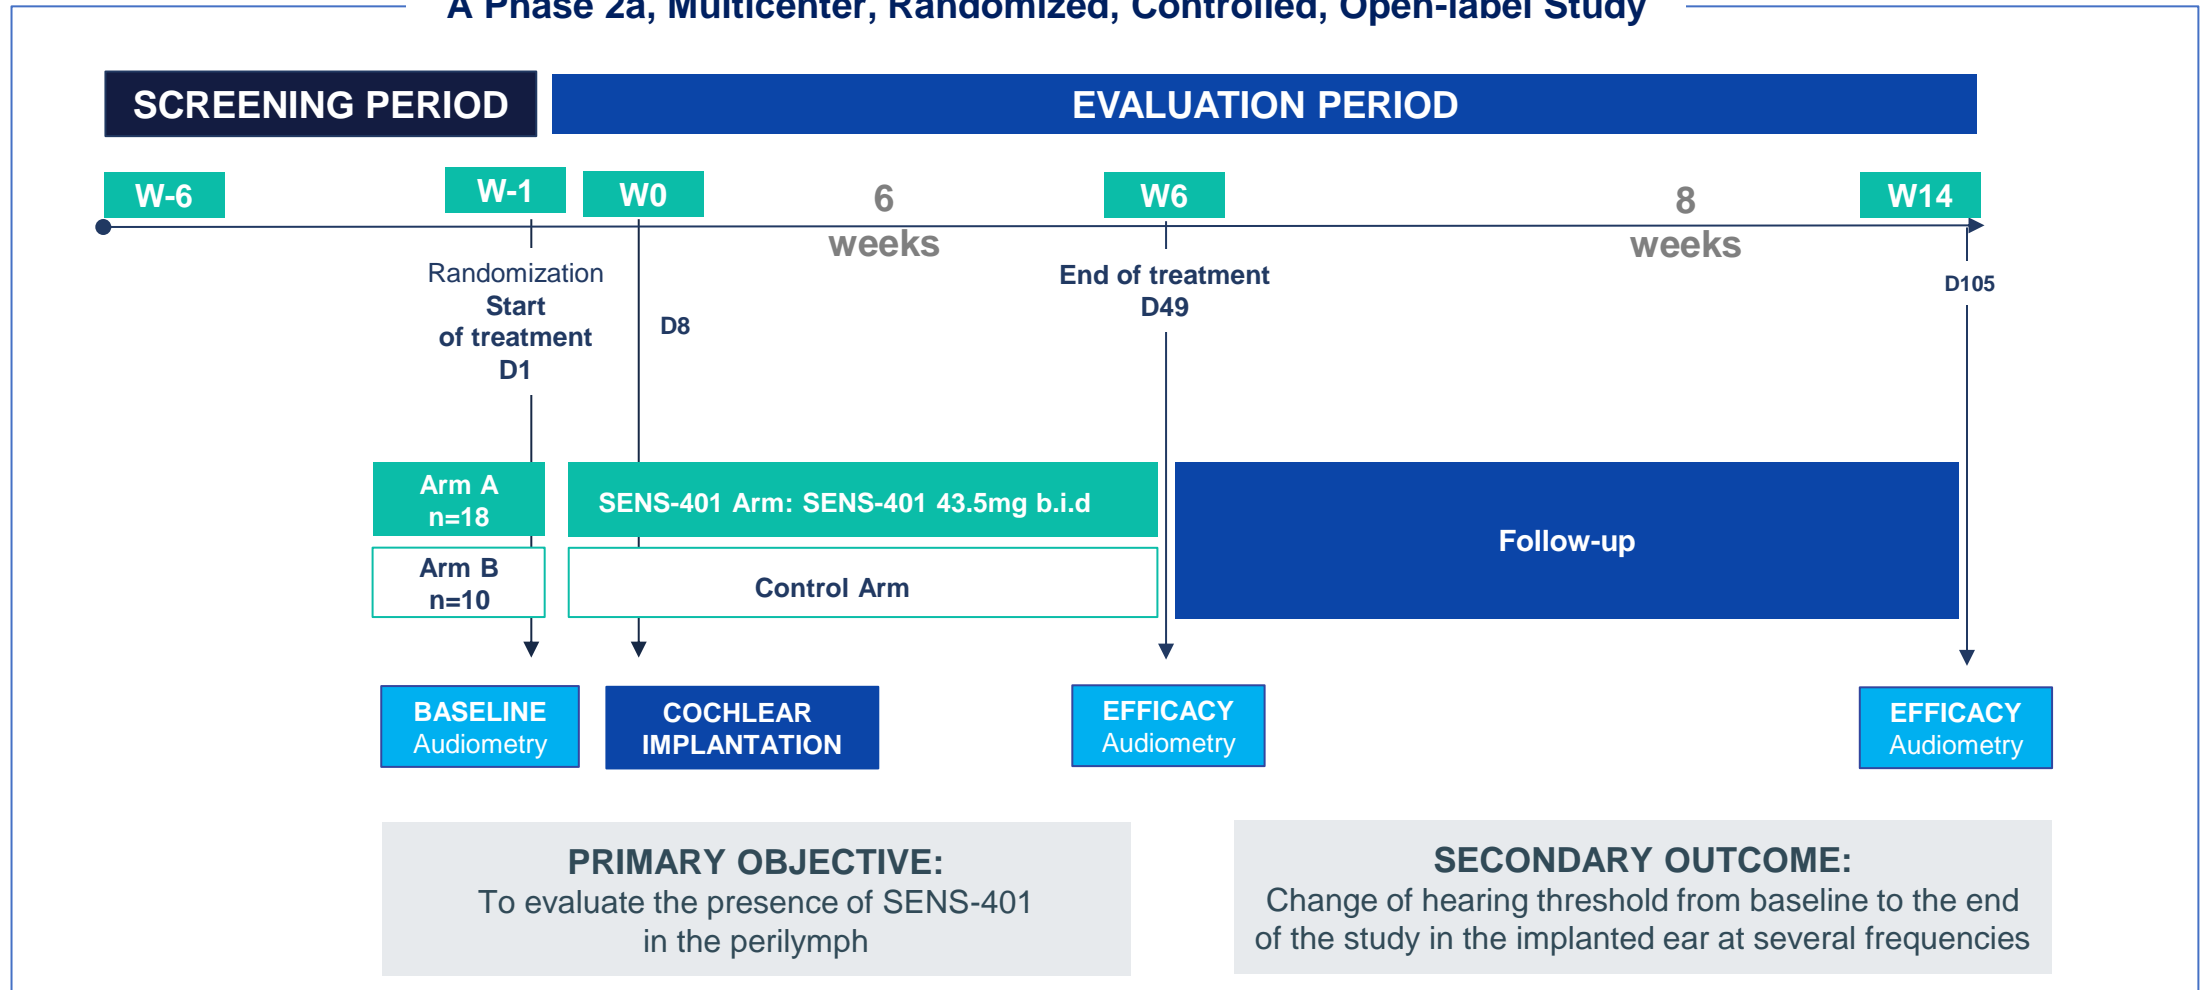 A Phase 2a, Multicenter, Randomized, Controlled, Open-label Study
SCREENING PERIOD
EVALUATION PERIOD
W-6
W-1
W0
6
weeks
W6
8
weeks
W14
Randomization
Start
of treatment
D1
D8
End of treatment
D49
D105
Arm A
n=18
SENS-401 Arm: SENS-401 43.5mg b.i.d
Arm B
n=10
Control Arm
Follow-up
BASELINE
Audiometry
COCHLEAR
IMPLANTATION
EFFICACY
Audiometry
EFFICACY
Audiometry
PRIMARY OBJECTIVE:
To evaluate the presence of SENS-401
in the perilymph
SECONDARY OUTCOME:
Change of hearing threshold from baseline to the end
of the study in the implanted ear at several frequencies